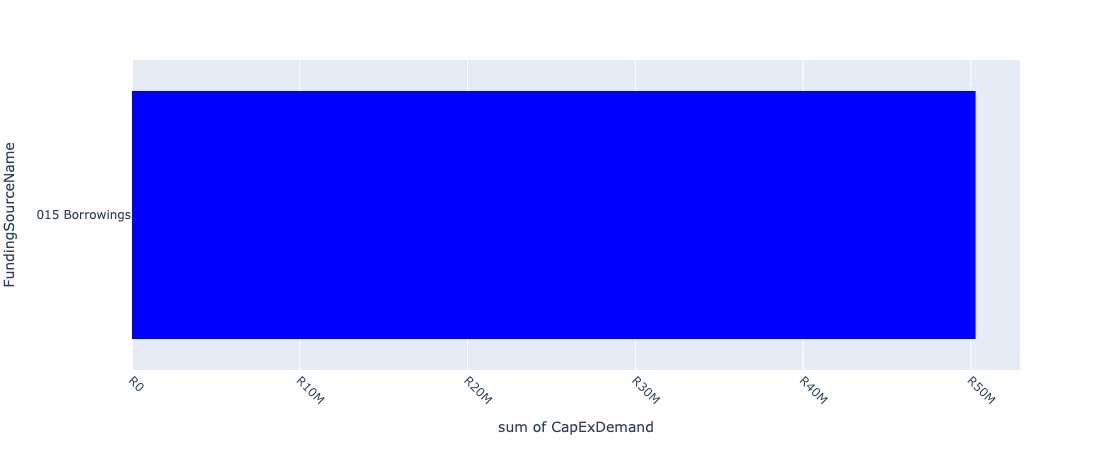 FundingSourceName
015 Borrowings
R0
R10M
R20M
R30M
R40M
R50M
sum of CapExDemand